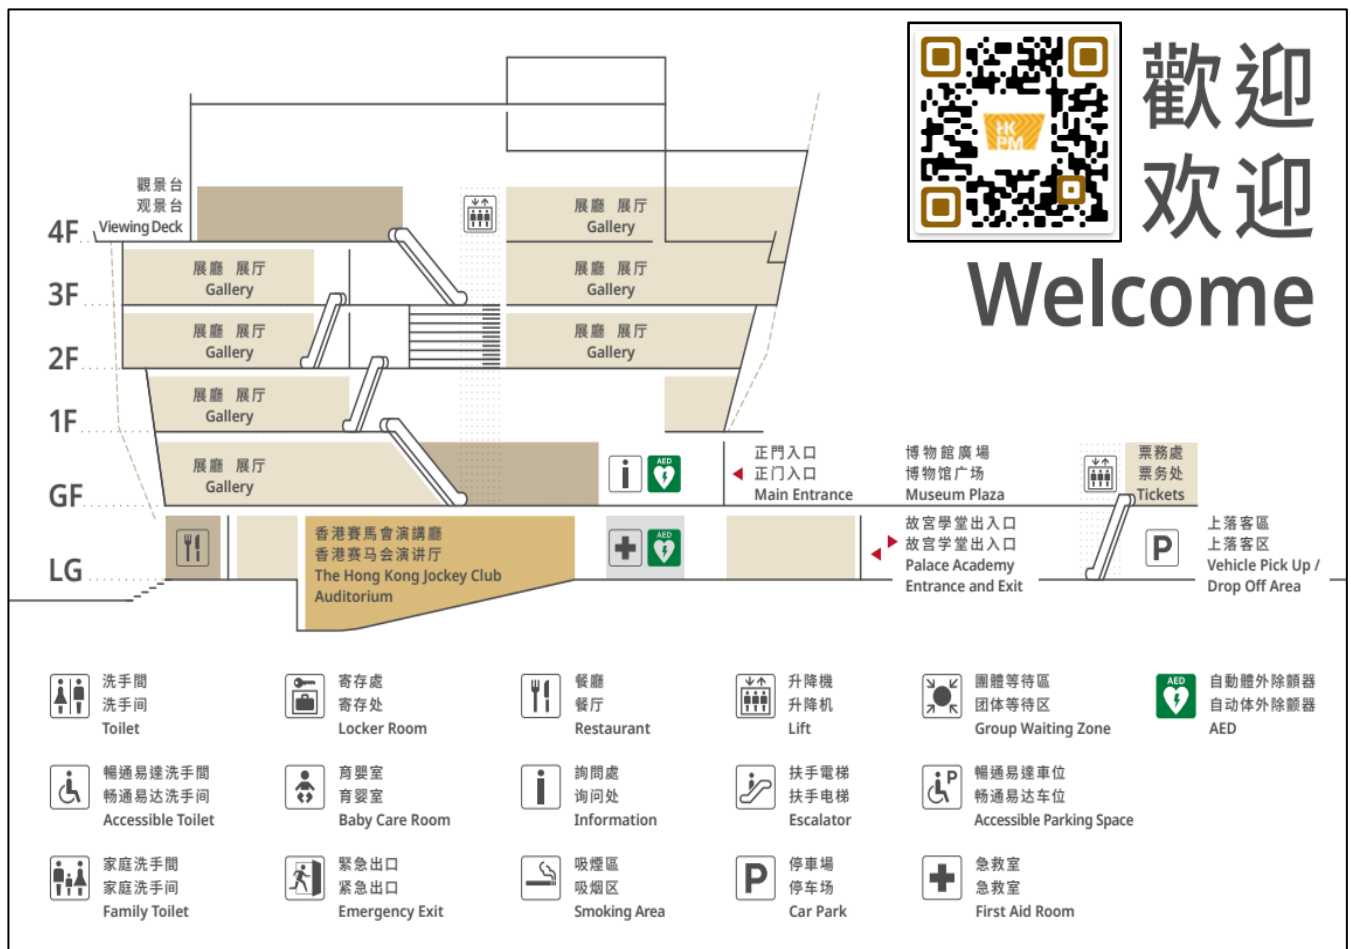 HK
PM
歡迎
欢迎
Welcome
觀景台
观景台
Viewing Deck
4F
展廳 展厅
Gallery
3F
展廳 展厅
Gallery
展廳 展厅
Gallery
2F
展廳 展厅
Gallery
展廳 展厅
Gallery
1F
展廳 展厅
Gallery
GF
展廳 展厅
Gallery
i
AED
正門入口
正门入口
Main Entrance
博物館廣場
博物馆广场
Museum Plaza
票務處
票务处
Tickets
LG
香港賽馬會演講廳
香港赛马会演讲厅
The Hong Kong Jockey Club
Auditorium
AED
故宮學堂出入口
故宫学堂出入口
Palace Academy
Entrance and Exit
P
上落客區
上落客区
Vehicle Pick Up /
Drop Off Area
洗手間
洗手间
Toilet
寄存處
寄存处
Locker Room
餐廳
餐厅
Restaurant
升降機
升降机
Lift
團體等待區
团体等待区
Group Waiting Zone
AED
自動體外除顫器
自动体外除颤器
AED
暢通易達洗手間
畅通易达洗手间
Accessible Toilet
育嬰室
育婴室
Baby Care Room
i
詢問處
询问处
Information
扶手電梯
扶手电梯
Escalator
P
暢通易達車位
畅通易达车位
Accessible Parking Space
家庭洗手間
家庭洗手间
Family Toilet
緊急出口
紧急出口
Emergency Exit
吸煙區
吸烟区
Smoking Area
P
停車場
停车场
Car Park
急救室
急救室
First Aid Room